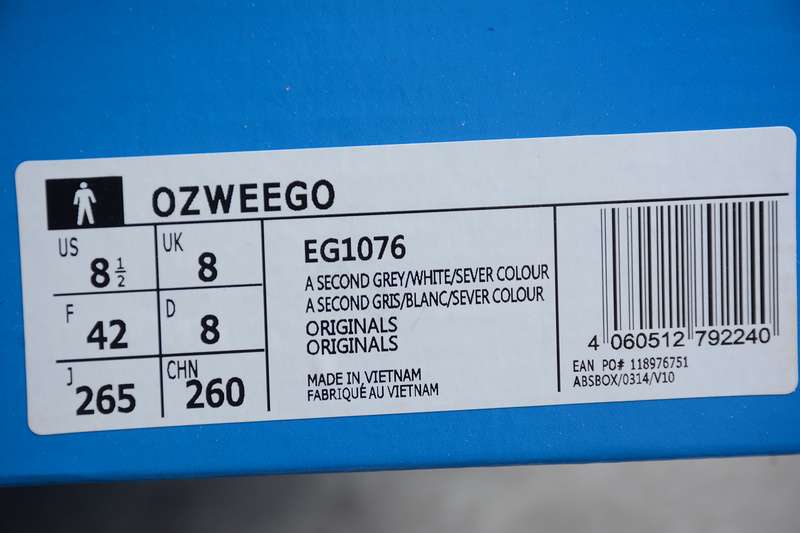 OZWEEGO
US 8 1/2
UK 8
F 42
D 8
J 265
CHN 260
EG1076
A SECOND GREY/WHITE/SEVER COLOUR
A SECOND GRIS/BLANC/SEVER COLOUR
ORIGINALS
ORIGINALS
MADE IN VIETNAM
FABRIQUÉ AU VIETNAM
4 060512 792240
EAN PO# 118976751
ABSBOX/0314/V10